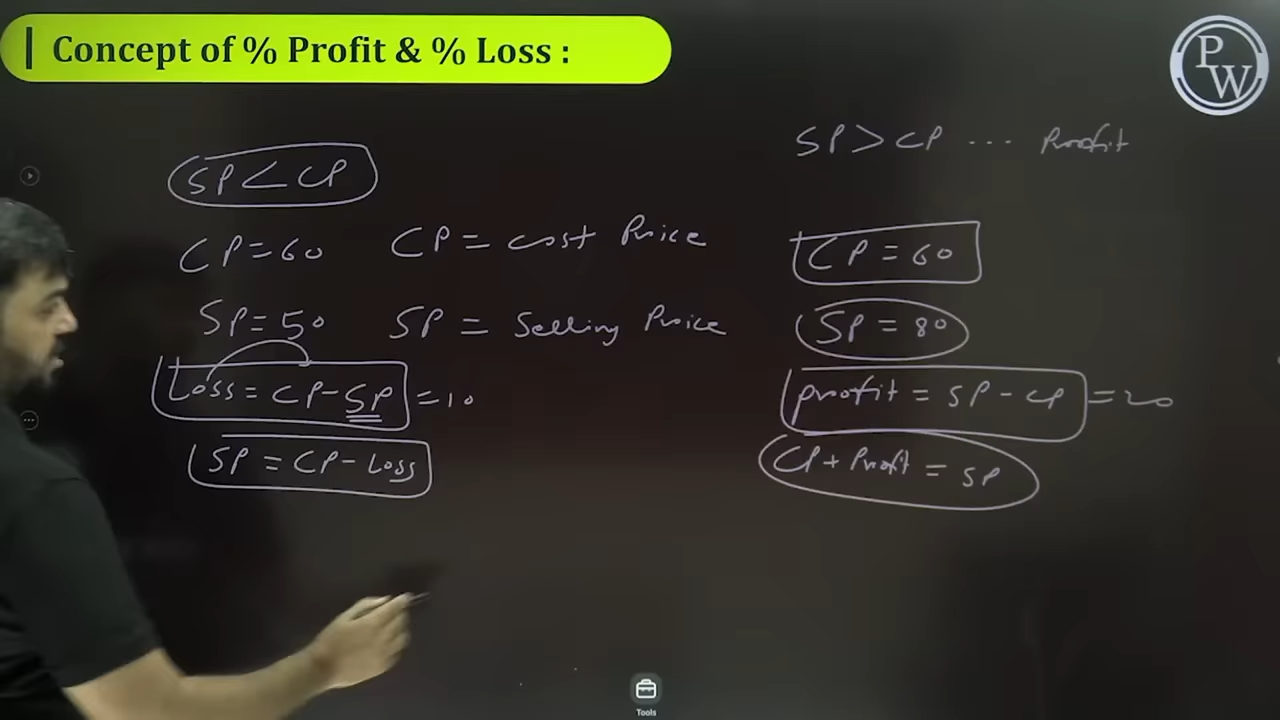 Concept of % Profit & % Loss :
PW
SP < CP
CP = 60
CP = cost Price
SP = 50
SP = Selling Price
Loss = CP - SP = 10
SP = CP - Loss
SP > CP ... Profit
CP = 60
SP = 80
Profit = SP - CP = 20
CP + Profit = SP
Tools